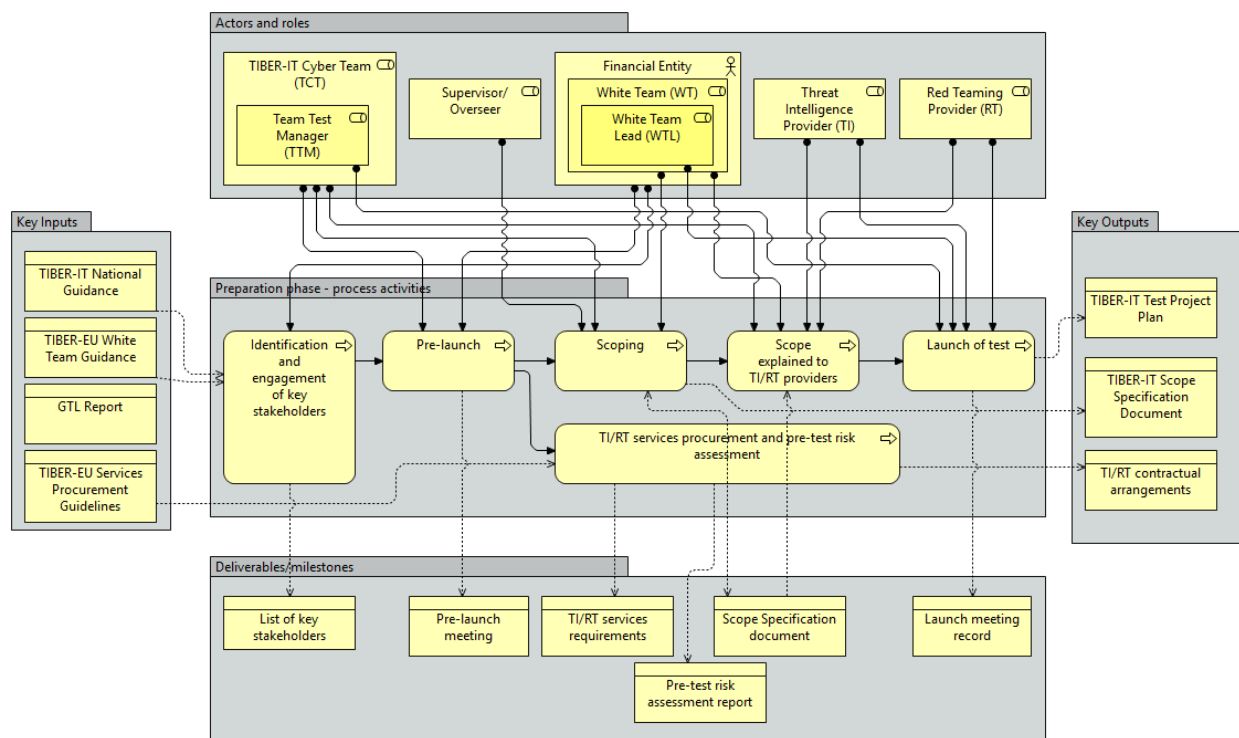 Actors and roles
TIBER-IT Cyber Team
(TCT)
Team Test
Manager
(TTM)
Supervisor/
Overseer
Financial Entity
White Team (WT)
White Team
Lead (WTL)
Threat
Intelligence
Provider (TI)
Red Teaming
Provider (RT)
Key Inputs
TIBER-IT National
Guidance
TIBER-EU White
Team Guidance
GTL Report
TIBER-EU Services
Procurement
Guidelines
Preparation phase - process activities
Identification
and
engagement
of key
stakeholders
Pre-launch
Scoping
Scope
explained to
TI/RT providers
Launch of test
TI/RT services procurement and pre-test risk
assessment
Key Outputs
TIBER-IT Test Project
Plan
TIBER-IT Scope
Specification
Document
TI/RT contractual
arrangements
Deliverables/milestones
List of key
stakeholders
Pre-launch
meeting
TI/RT services
requirements
Scope Specification
document
Launch meeting
record
Pre-test risk
assessment report